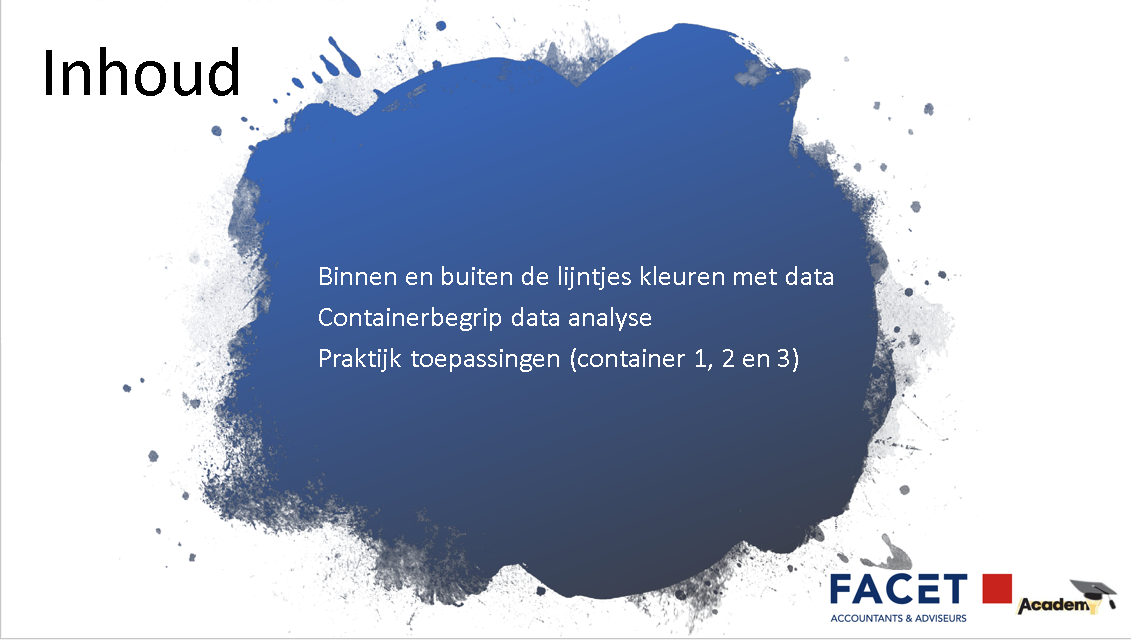 Inhoud
Binnen en buiten de lijntjes kleuren met data
Containerbegrip data analyse
Praktijk toepassingen (container 1, 2 en 3)
FACET
ACCOUNTANTS & ADVISEURS
Academy